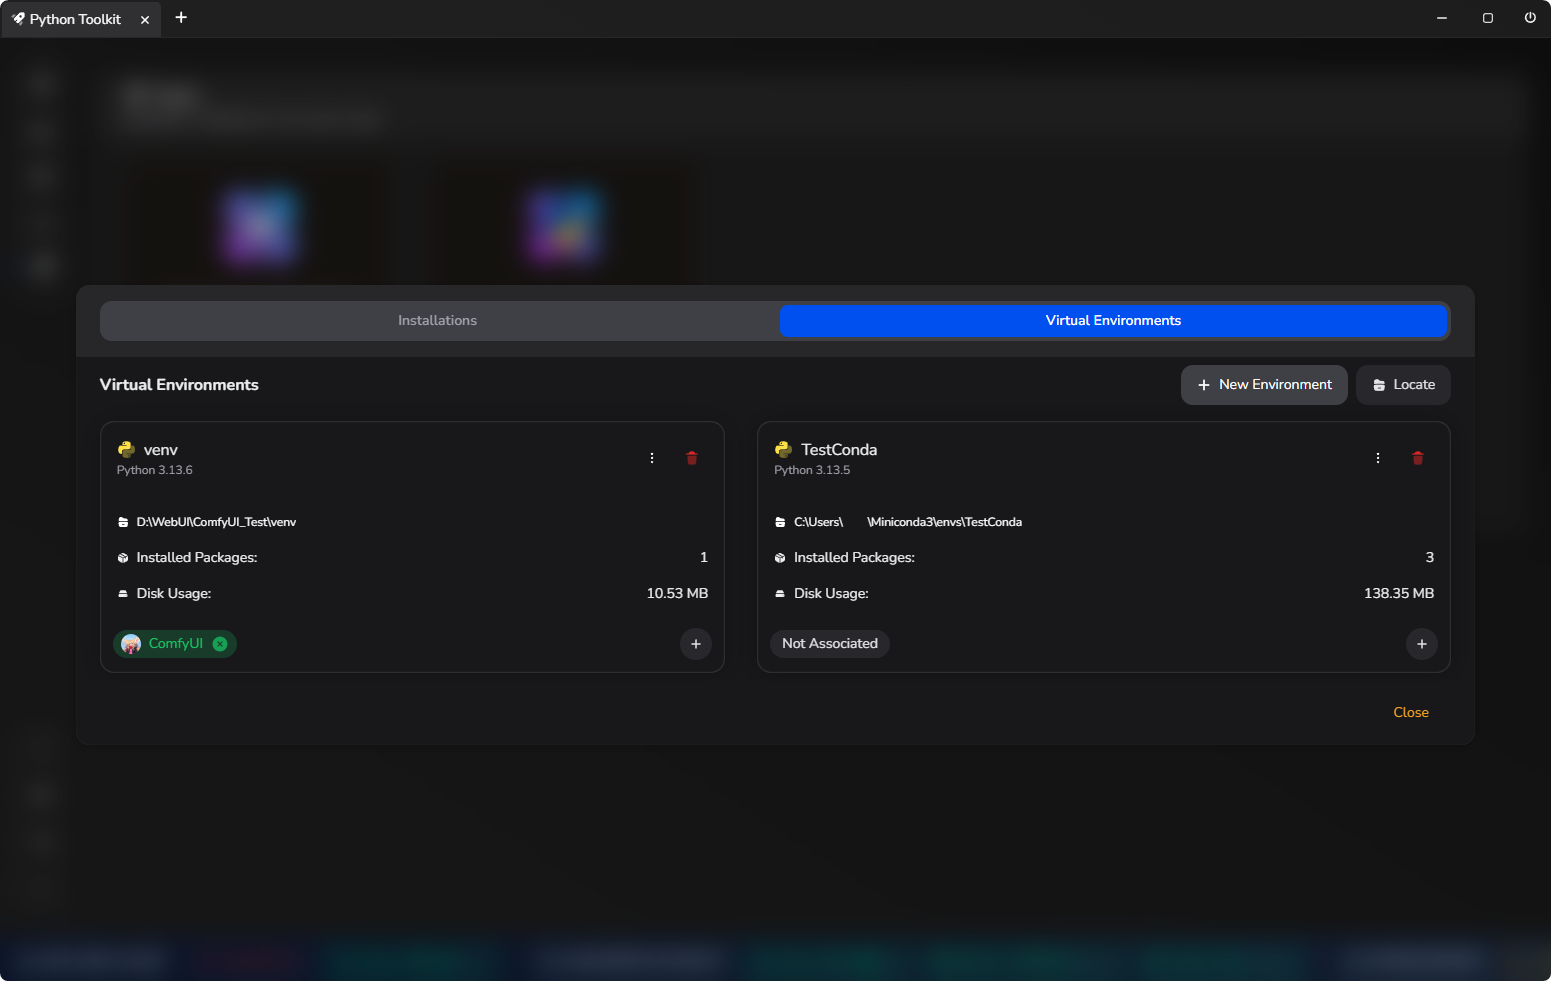 Python Toolkit
Installations
Virtual Environments
Virtual Environments
New Environment
Locate
venv
Python 3.13.6
D:\WebUI\ComfyUI_Test\venv
Installed Packages: 1
Disk Usage: 10.53 MB
ComfyUI
TestConda
Python 3.13.5
C:\Users\ \Miniconda3\envs\TestConda
Installed Packages: 3
Disk Usage: 138.35 MB
Not Associated
Close